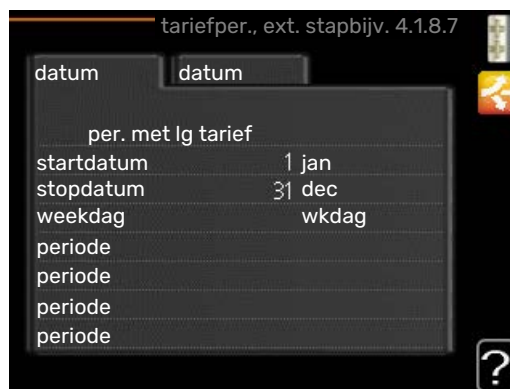 tariefper., ext. stapbijv. 4.1.8.7
datum datum
per. met lg tarief
startdatum 1 jan
stopdatum 31 dec
weekdag wkdag
periode
periode
periode
periode
?